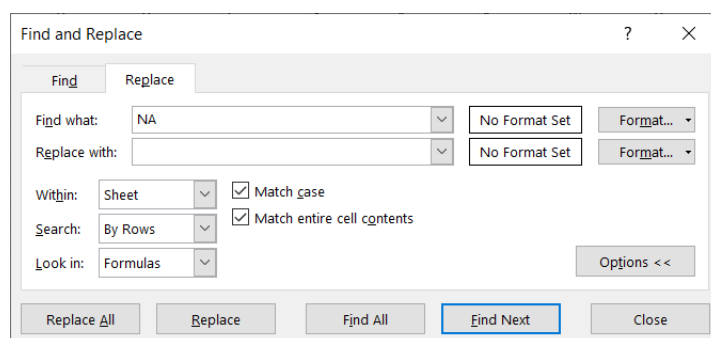 Find and Replace ? ×
Find Replace
Find what: NA No Format Set Format...
Replace with: No Format Set Format...
Within: Sheet Match case
Search: By Rows Match entire cell contents
Look in: Formulas Options <<
Replace All Replace Find All Find Next Close